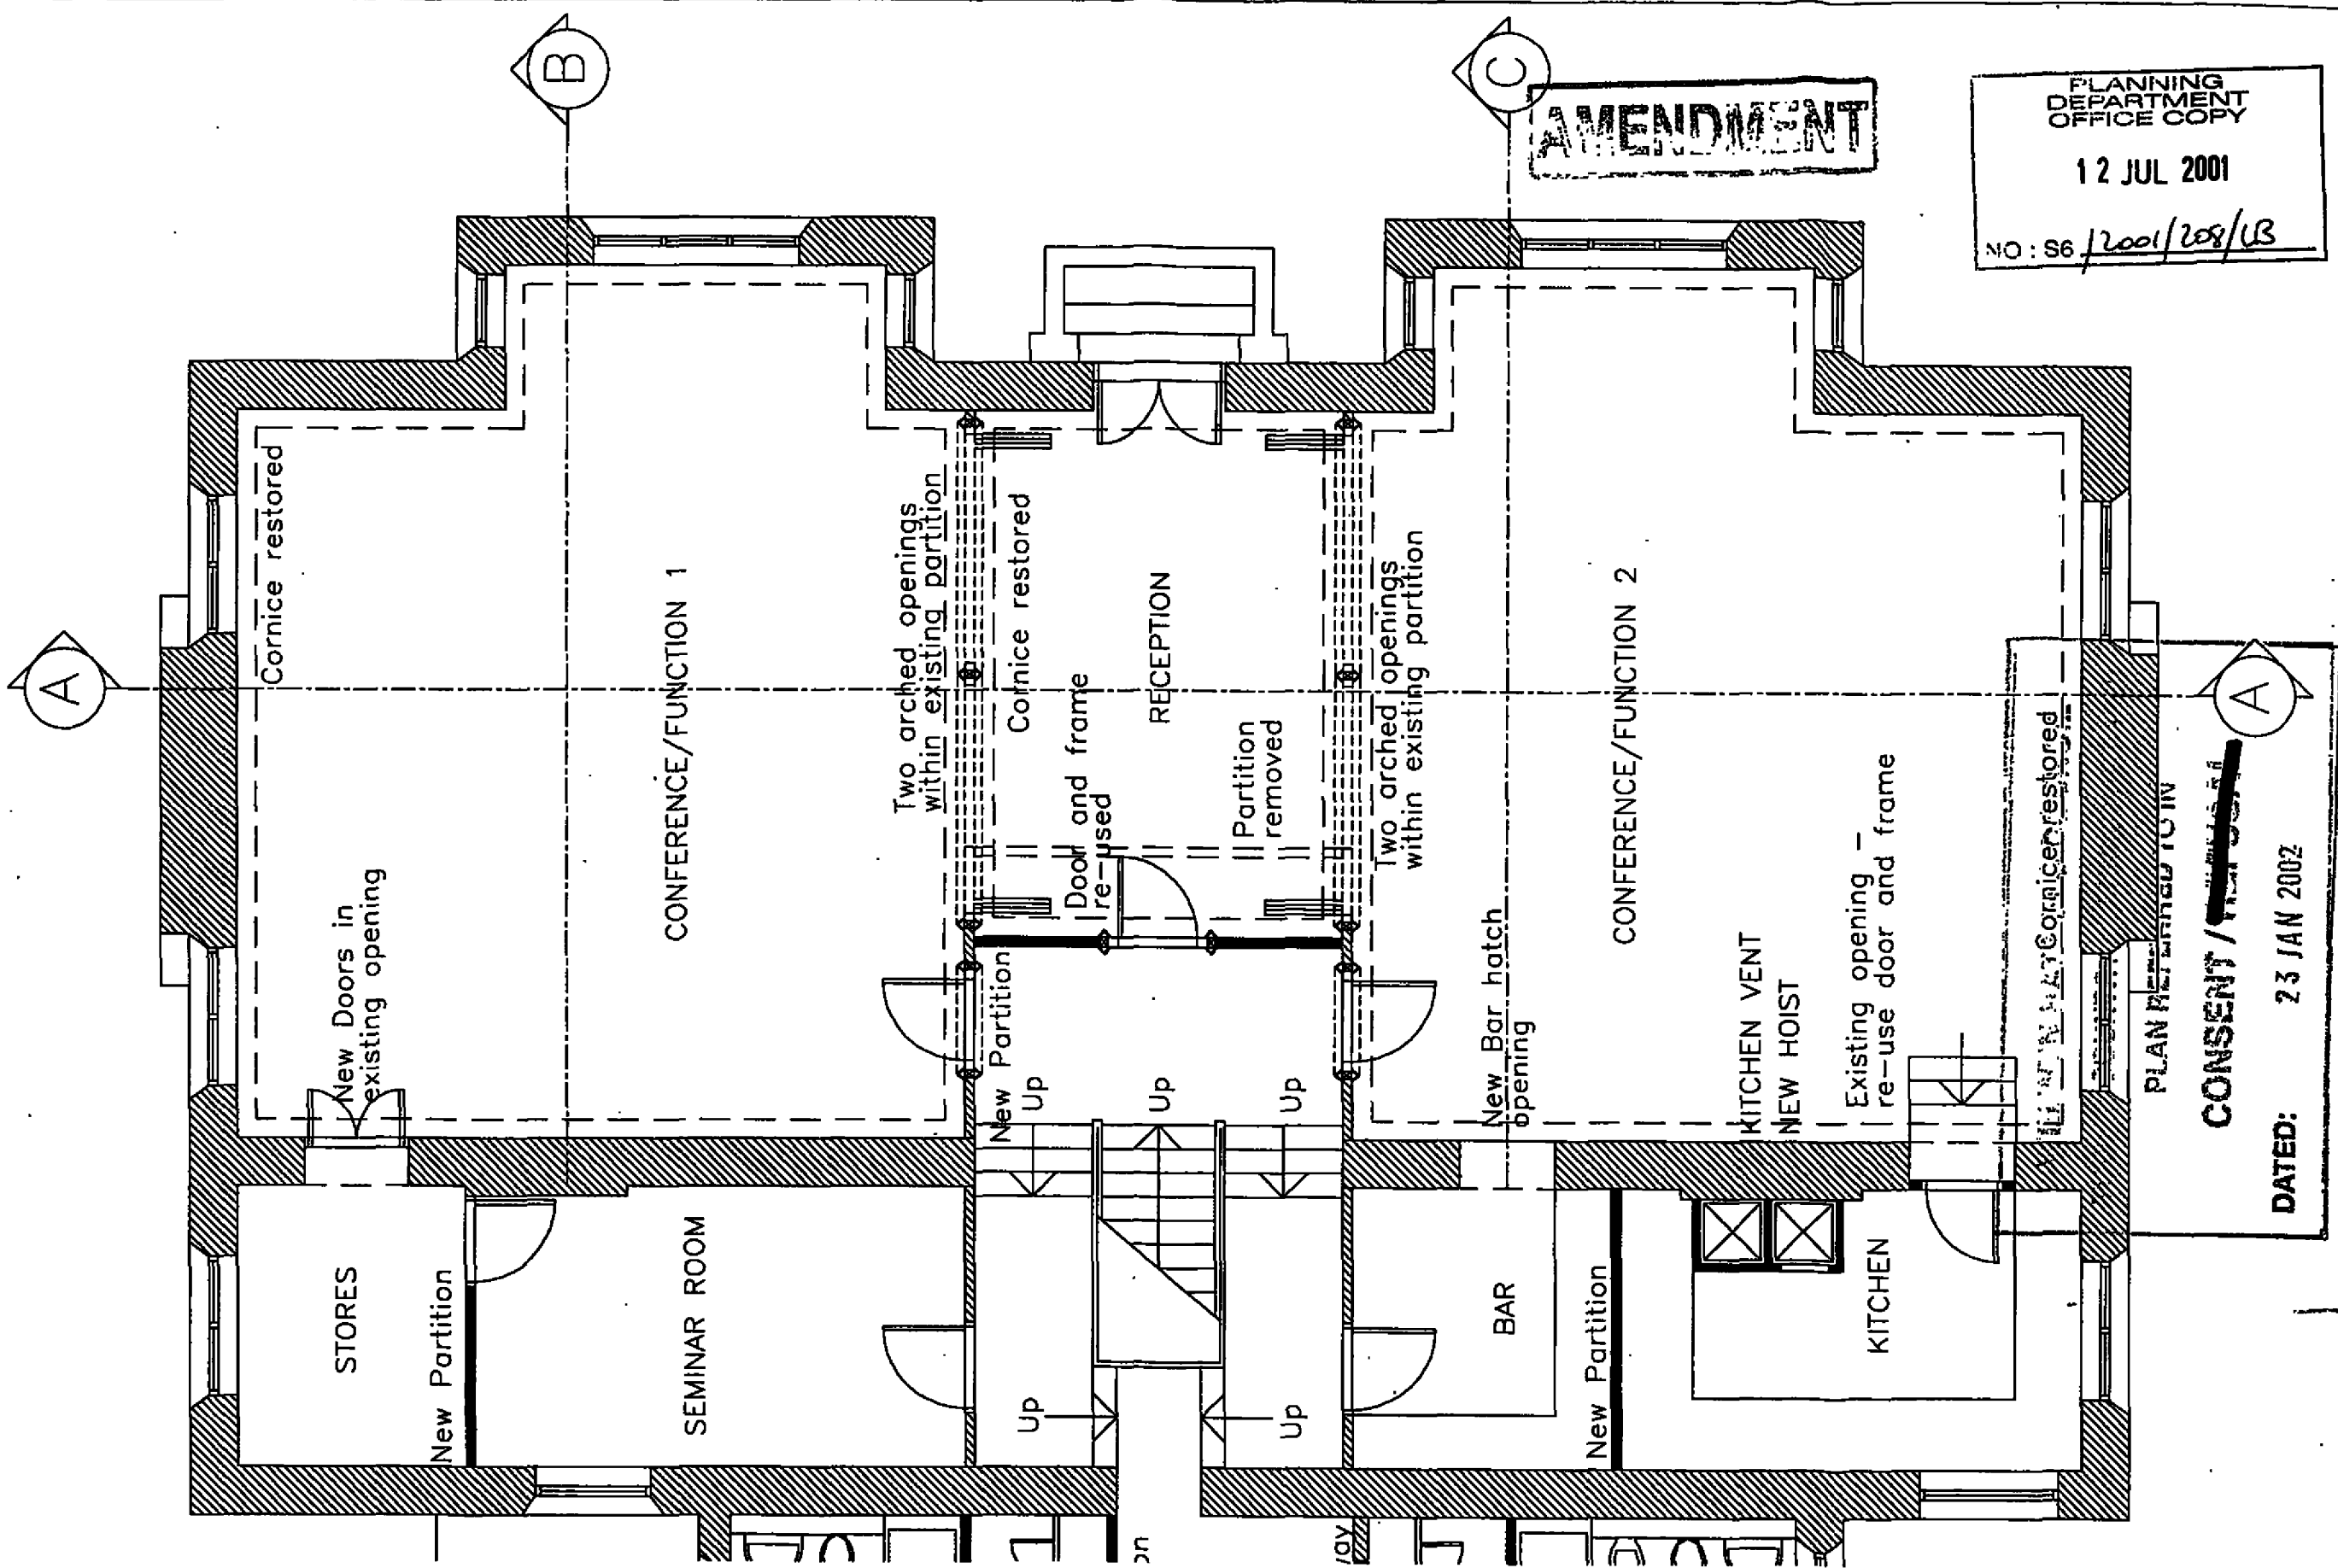 B
C
AMENDMENT
PLANNING
DEPARTMENT
OFFICE COPY
12 JUL 2001
NO : S6 /2001/208/LB
A
Cornice restored
New Doors in
existing opening
CONFERENCE/FUNCTION 1
Two arched openings
within existing partition
Cornice restored
RECEPTION
Door and frame
re-used
Partition
removed
Two arched openings
within existing partition
CONFERENCE/FUNCTION 2
New Partition
New Bar hatch
opening
KITCHEN VENT
NEW HOIST
Existing opening –
re-use door and frame
Cornice restored
A
Up
Up
Up
STORES
New Partition
SEMINAR ROOM
Up
Up
BAR
New Partition
KITCHEN
PLAN
CONSENT /
DATED: 23 JAN 2002
on
way